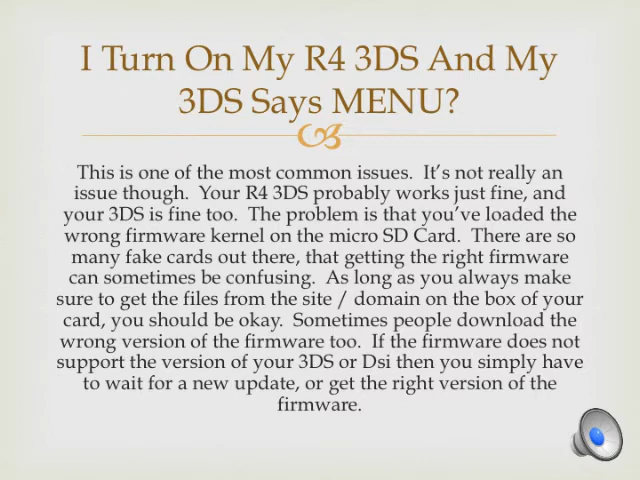 I Turn On My R4 3DS And My
3DS Says MENU?
This is one of the most common issues.  It's not really an
issue though.  Your R4 3DS probably works just fine, and
your 3DS is fine too.  The problem is that you've loaded the
wrong firmware kernel on the micro SD Card.  There are so
many fake cards out there, that getting the right firmware
can sometimes be confusing.  As long as you always make
sure to get the files from the site / domain on the box of your
card, you should be okay.  Sometimes people download the
wrong version of the firmware too.  If the firmware does not
support the version of your 3DS or Dsi then you simply have
to wait for a new update, or get the right version of the
firmware.